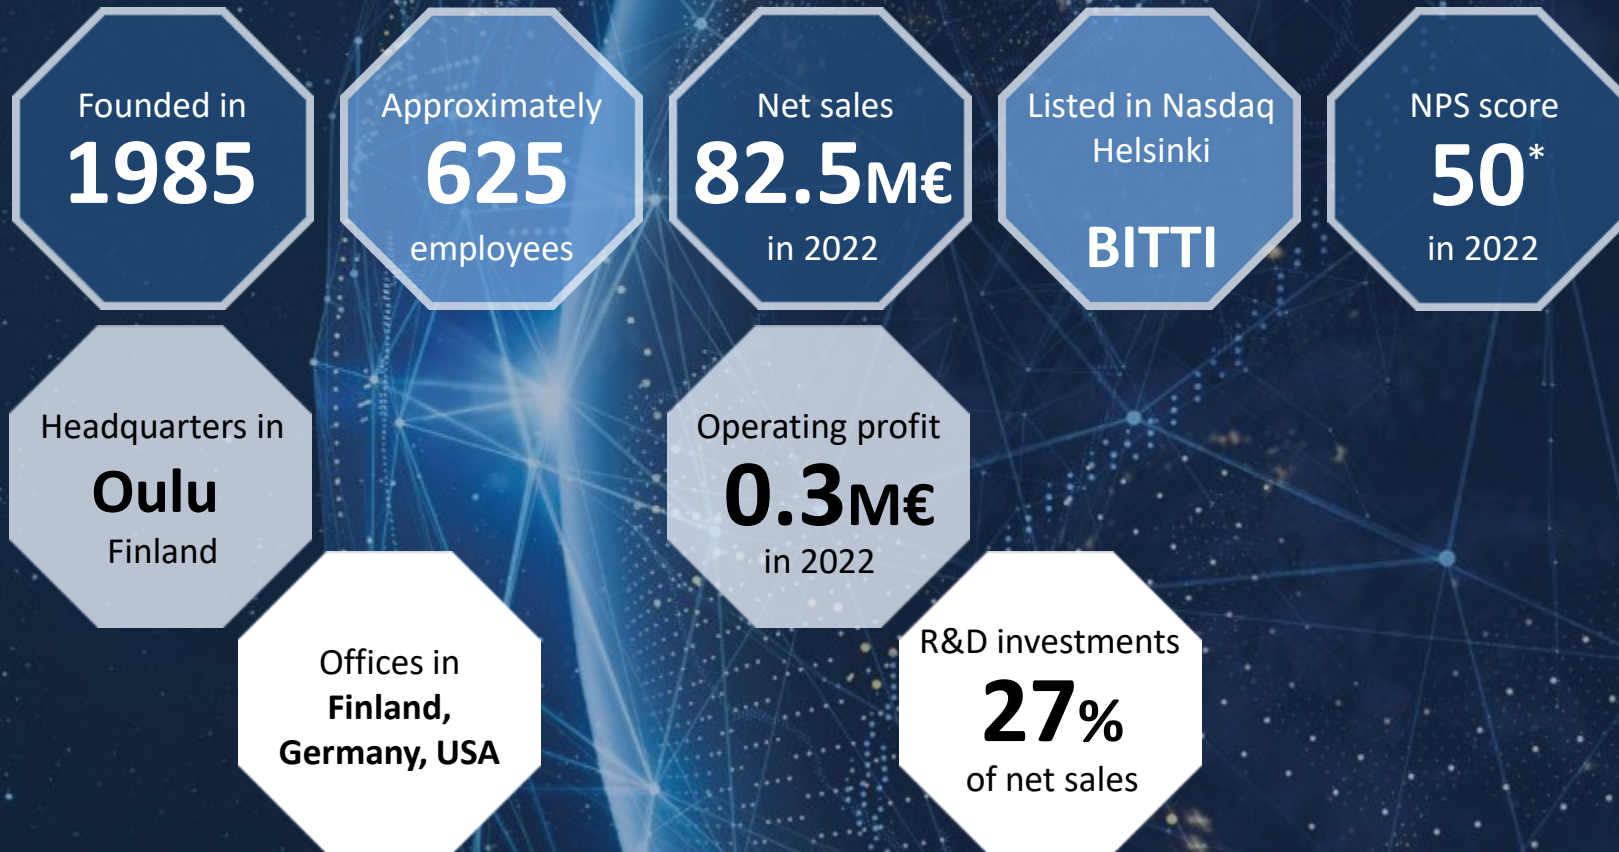 Founded in
1985
Approximately
625
employees
Net sales
82.5M€
in 2022
Listed in Nasdaq
Helsinki
BITTI
NPS score
50*
in 2022
Headquarters in
Oulu
Finland
Operating profit
0.3M€
in 2022
Offices in
Finland,
Germany, USA
R&D investments
27%
of net sales